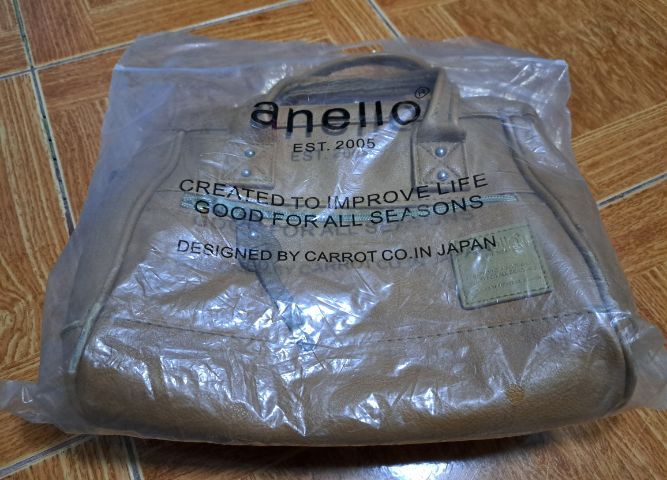 anello®
EST. 2005
CREATED TO IMPROVE LIFE
GOOD FOR ALL SEASONS
DESIGNED BY CARROT CO.IN JAPAN